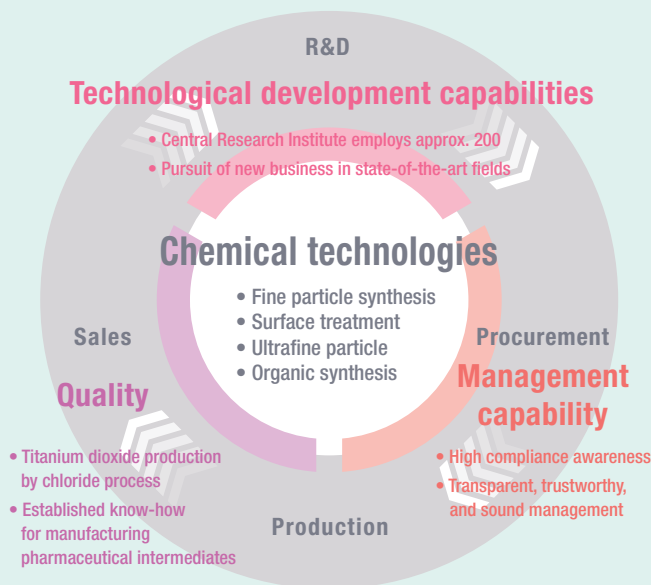 R&D
Technological development capabilities
• Central Research Institute employs approx. 200
• Pursuit of new business in state-of-the-art fields
Chemical technologies
• Fine particle synthesis
• Surface treatment
• Ultrafine particle
• Organic synthesis
Sales
Quality
• Titanium dioxide production
by chloride process
• Established know-how
for manufacturing
pharmaceutical intermediates
Procurement
Management
capability
• High compliance awareness
• Transparent, trustworthy,
and sound management
Production